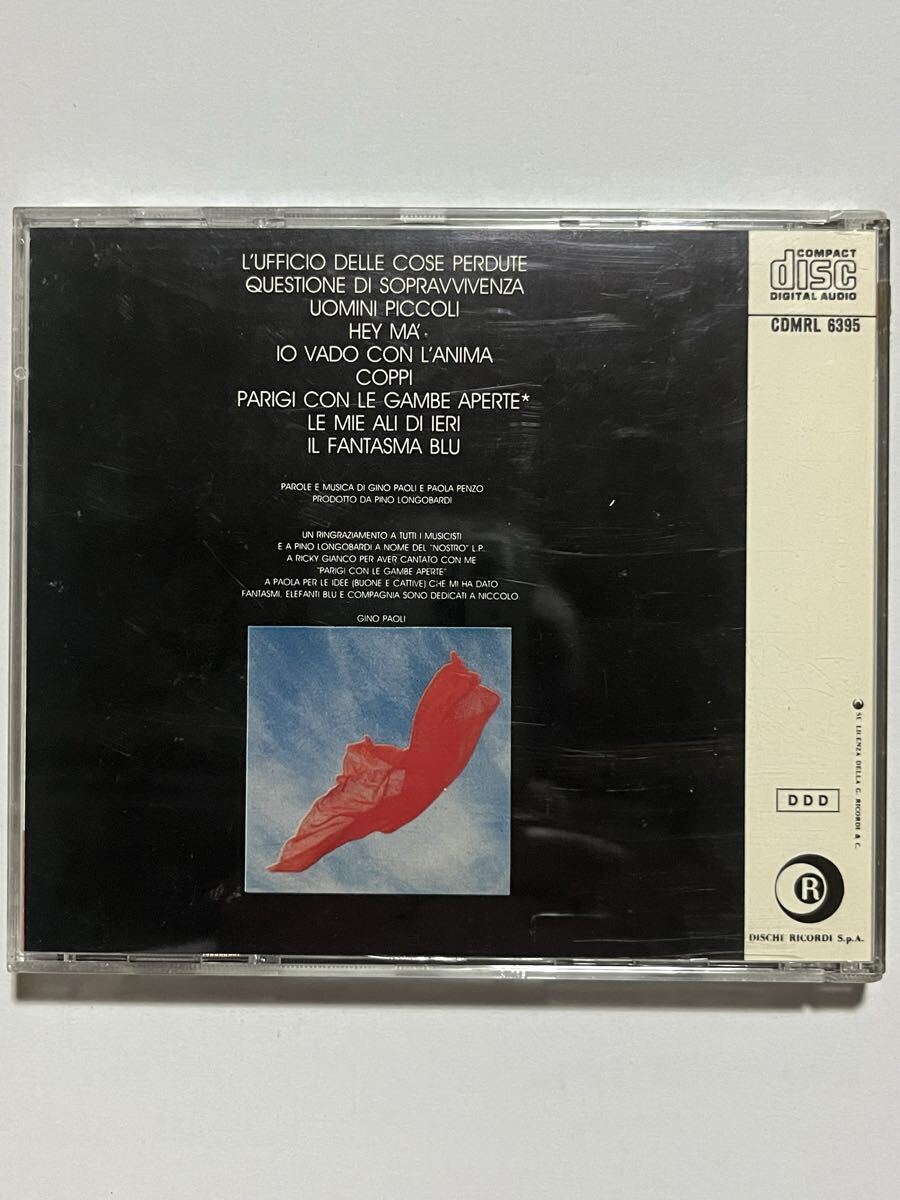 L'UFFICIO DELLE COSE PERDUTE
QUESTIONE DI SOPRAVVIVENZA
UOMINI PICCOLI
HEY MA'
IO VADO CON L'ANIMA
COPPI
PARIGI CON LE GAMBE APERTE*
LE MIE ALI DI IERI
IL FANTASMA BLU
PAROLE E MUSICA DI GINO PAOLI E PAOLA PENZO
PRODOTTO DA PINO LONGOBARDI
UN RINGRAZIAMENTO A TUTTI I MUSICISTI
E A PINO LONGOBARDI A NOME DEL "NOSTRO" L.P.
A RICKY GIANCO PER AVER CANTATO CON ME
"PARIGI CON LE GAMBE APERTE"
A PAOLA PER LE IDEE (BUONE E CATTIVE) CHE MI HA DATO
FANTASMI, ELEFANTI BLU E COMPAGNIA SONO DEDICATI A NICCOLO
GINO PAOLI
COMPACT
disc
DIGITAL AUDIO
CDMRL 6395
SU LICENZA DELLA G. RICORDI & C.
DDD
R
DISCHI RICORDI S.p.A.